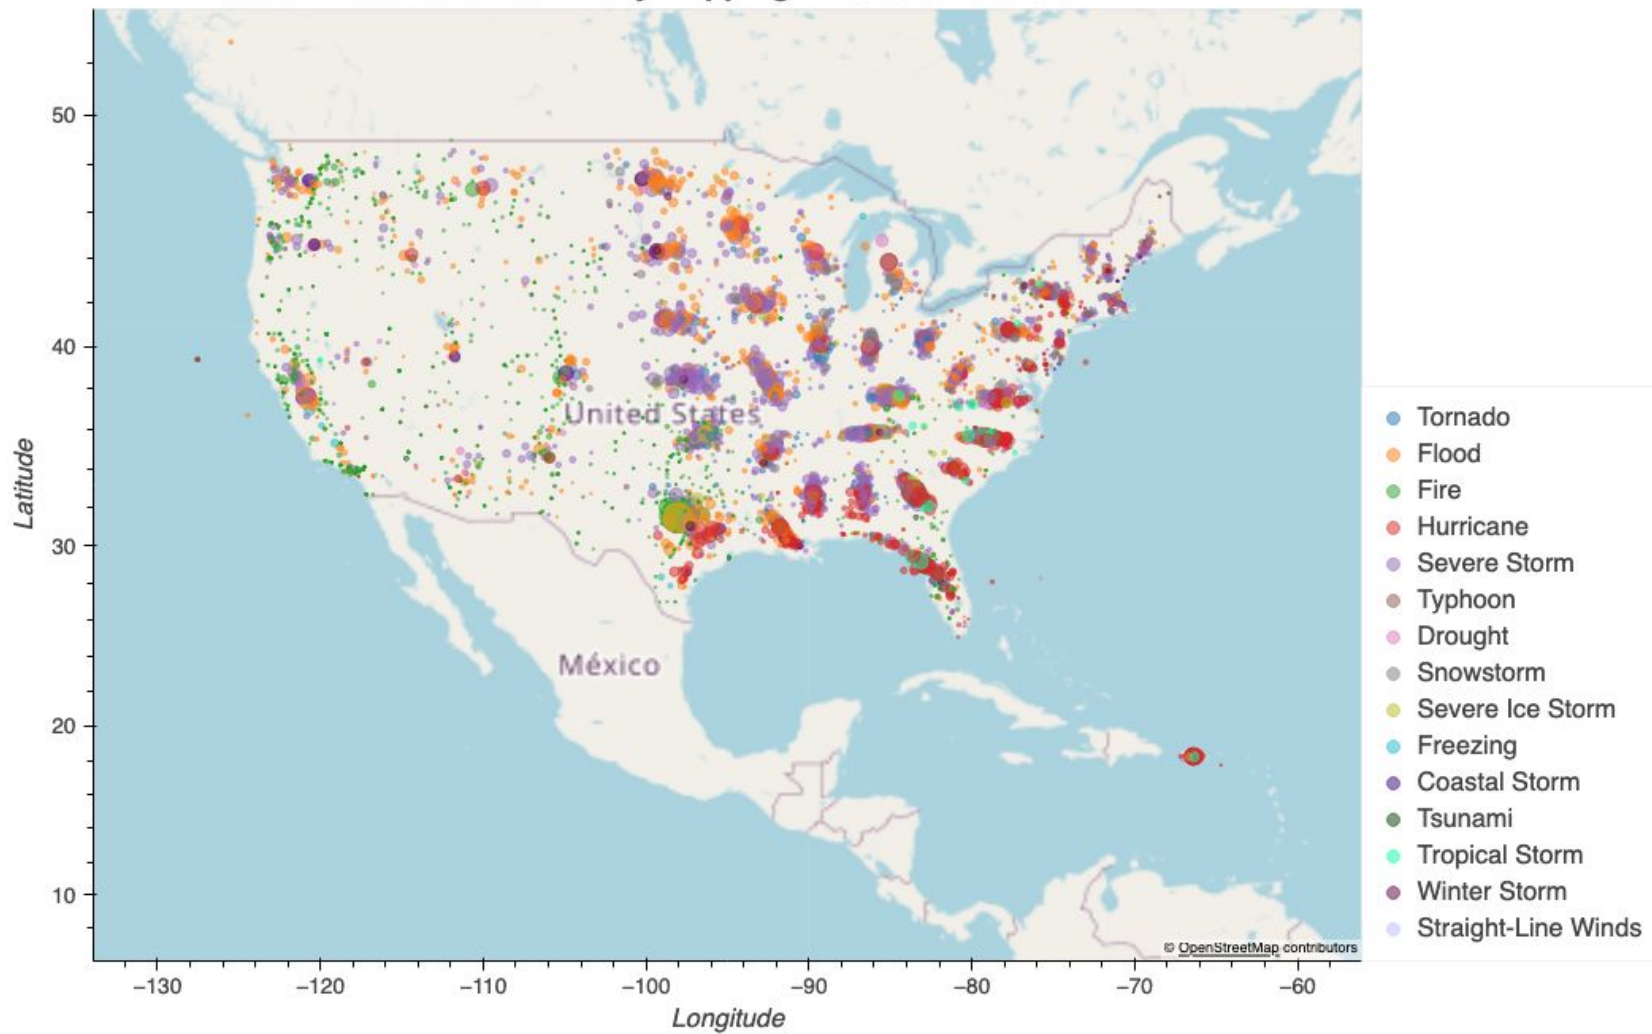 50
40
30
20
10
Latitude
United States
México
© OpenStreetMap contributors
−130
−120
−110
−100
−90
−80
−70
−60
Longitude
Tornado
Flood
Fire
Hurricane
Severe Storm
Typhoon
Drought
Snowstorm
Severe Ice Storm
Freezing
Coastal Storm
Tsunami
Tropical Storm
Winter Storm
Straight-Line Winds